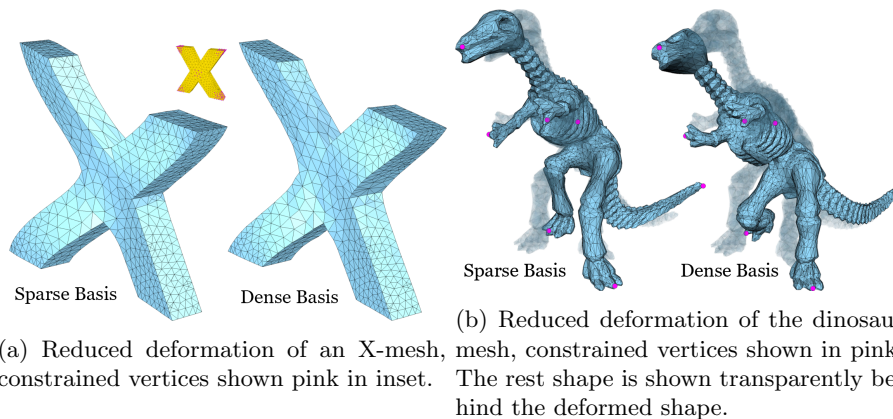 Sparse Basis
Dense Basis
Sparse Basis
Dense Basis
(a) Reduced deformation of an X-mesh,
constrained vertices shown pink in inset.
(b) Reduced deformation of the dinosau
mesh, constrained vertices shown in pink
The rest shape is shown transparently be
hind the deformed shape.